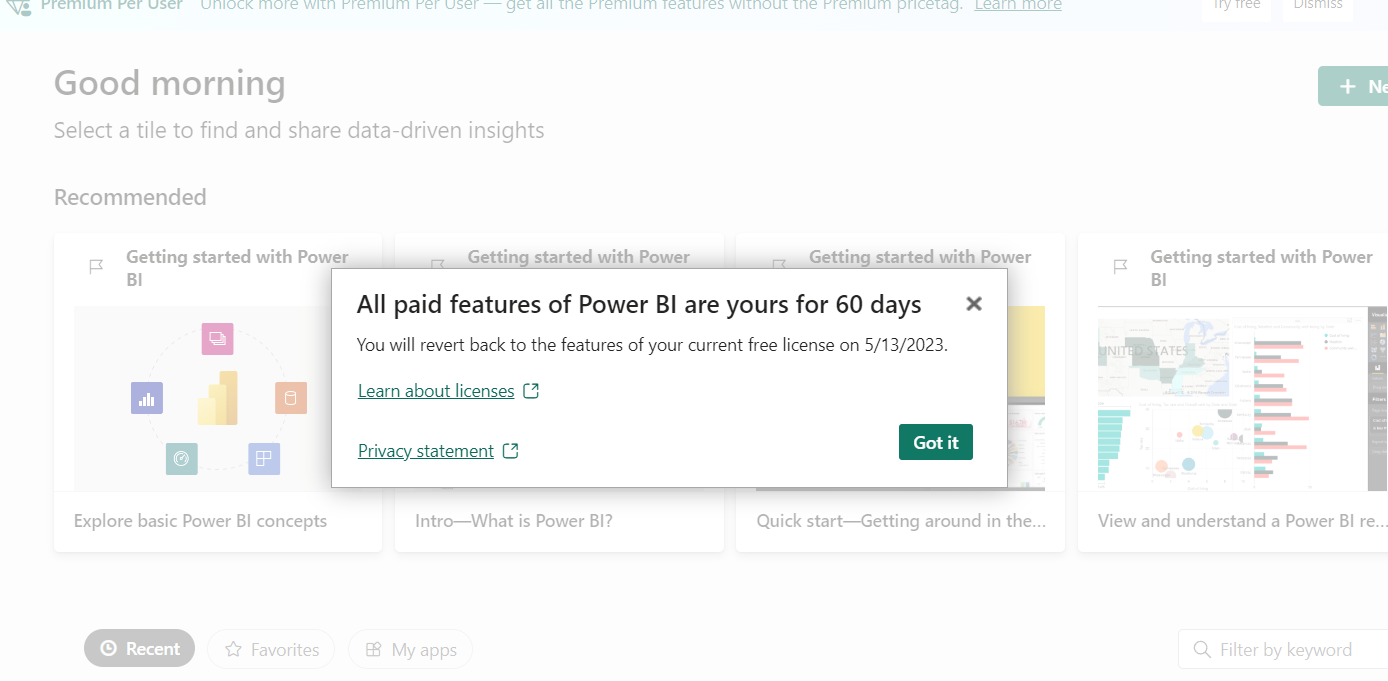 Premium Per User Unlock more with Premium Per User — get all the Premium features without the Premium pricetag. Learn more Try free Dismiss
Good morning
+ Ne
Select a tile to find and share data-driven insights
Recommended
Getting started with Power
BI
Getting started with Power
Getting started with Power
Getting started with Power
BI
All paid features of Power BI are yours for 60 days
You will revert back to the features of your current free license on 5/13/2023.
Learn about licenses
Privacy statement
Got it
UNITED STATES
Explore basic Power BI concepts
Intro—What is Power BI?
Quick start—Getting around in the...
View and understand a Power BI re...
Recent
Favorites
My apps
Filter by keyword